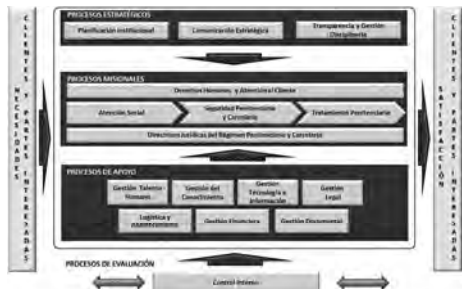 CLIENTES Y PARTES INTERESADAS
NECESIDADES
PROCESOS ESTRATÉGICOS
Planificación Institucional
Comunicación Estratégica
Transparencia y Gestión
Disciplinaria
PROCESOS MISIONALES
Derechos Humanos y Atención al Cliente
Atención Social
Seguridad Penitenciaria
y Carcelaria
Tratamiento Penitenciario
Directrices Jurídicas del Régimen Penitenciario y Carcelario
PROCESOS DE APOYO
Gestión Talento
Humano
Gestión del
Conocimiento
Gestión
Tecnología e
Información
Gestión
Legal
Logística y
Gestión Financiera
Gestión Documental
PROCESOS DE EVALUACIÓN
Control Interno
CLIENTES Y PARTES INTERESADAS
SATISFACCIÓN